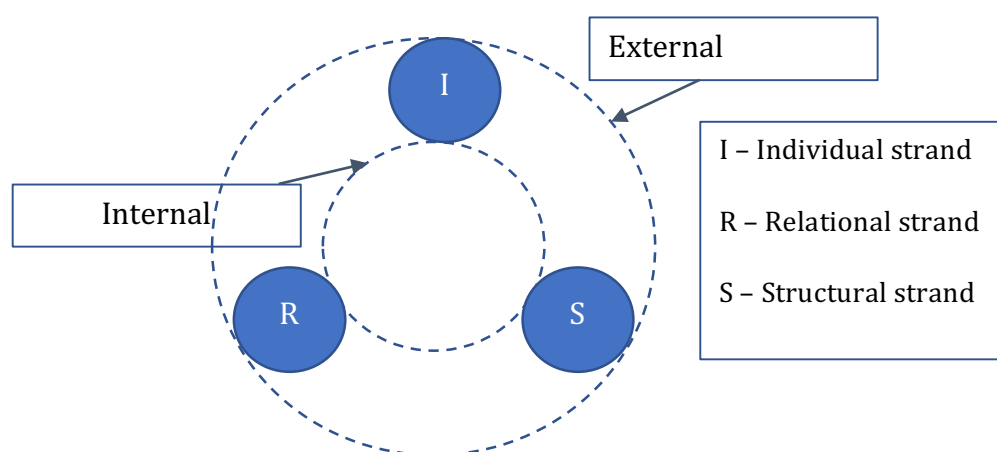 External
I
I – Individual strand
Internal
R – Relational strand
S – Structural strand
R
S